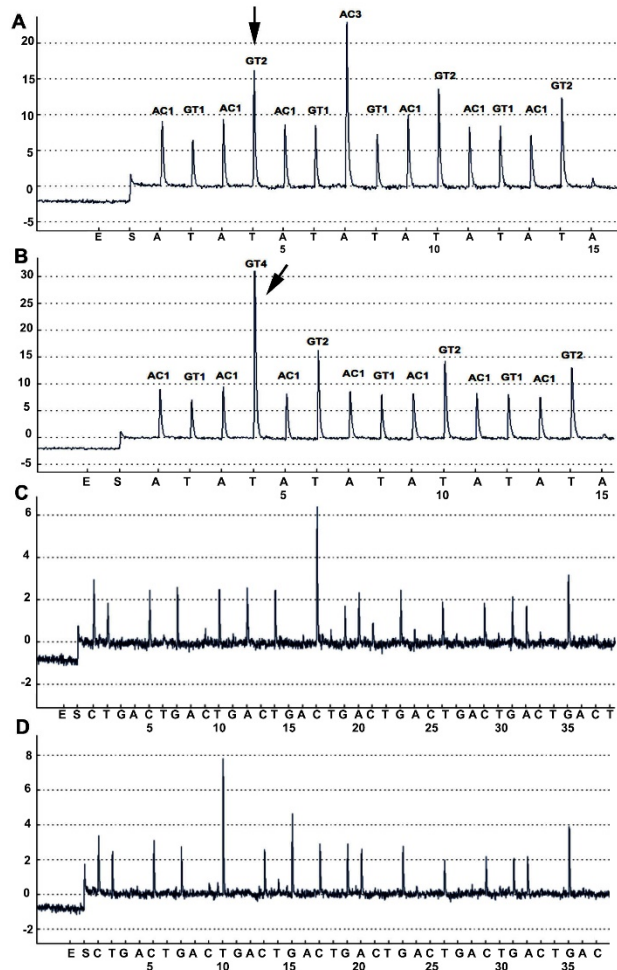 A
AC3
20
GT2
15
GT2
GT2
AC1 GT1 AC1 AC1 GT1 GT1 AC1 AC1 GT1 AC1
10
5
0
-5
E S A T A T A T A T A T A T A T A
5 10 15
B
GT4
30
25
20
GT2
GT2
GT2
15
AC1 GT1 AC1 AC1 AC1 GT1 AC1 AC1 GT1 AC1
10
5
0
-5
E S A T A T A T A T A T A T A T A
5 10 15
C
6
4
2
0
-2
E S C T G A C T G A C T G A C T G A C T G A C T G A C T G A C T G A C T G A C T
5 10 15 20 25 30 35
D
8
6
4
2
0
-2
E S C T G A C T G A C T G A C T G A C T G A C T G A C T G A C T G A C T G A C
5 10 15 20 25 30 35